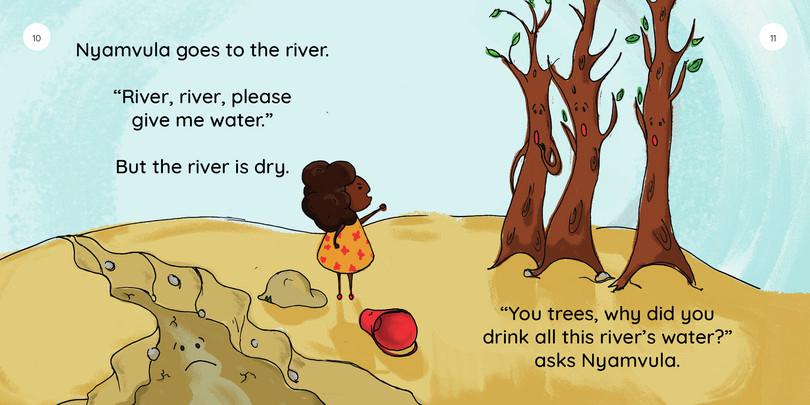 10
Nyamvula goes to the river.
“River, river, please
give me water.”
But the river is dry.
11
“You trees, why did you
drink all this river’s water?”
asks Nyamvula.